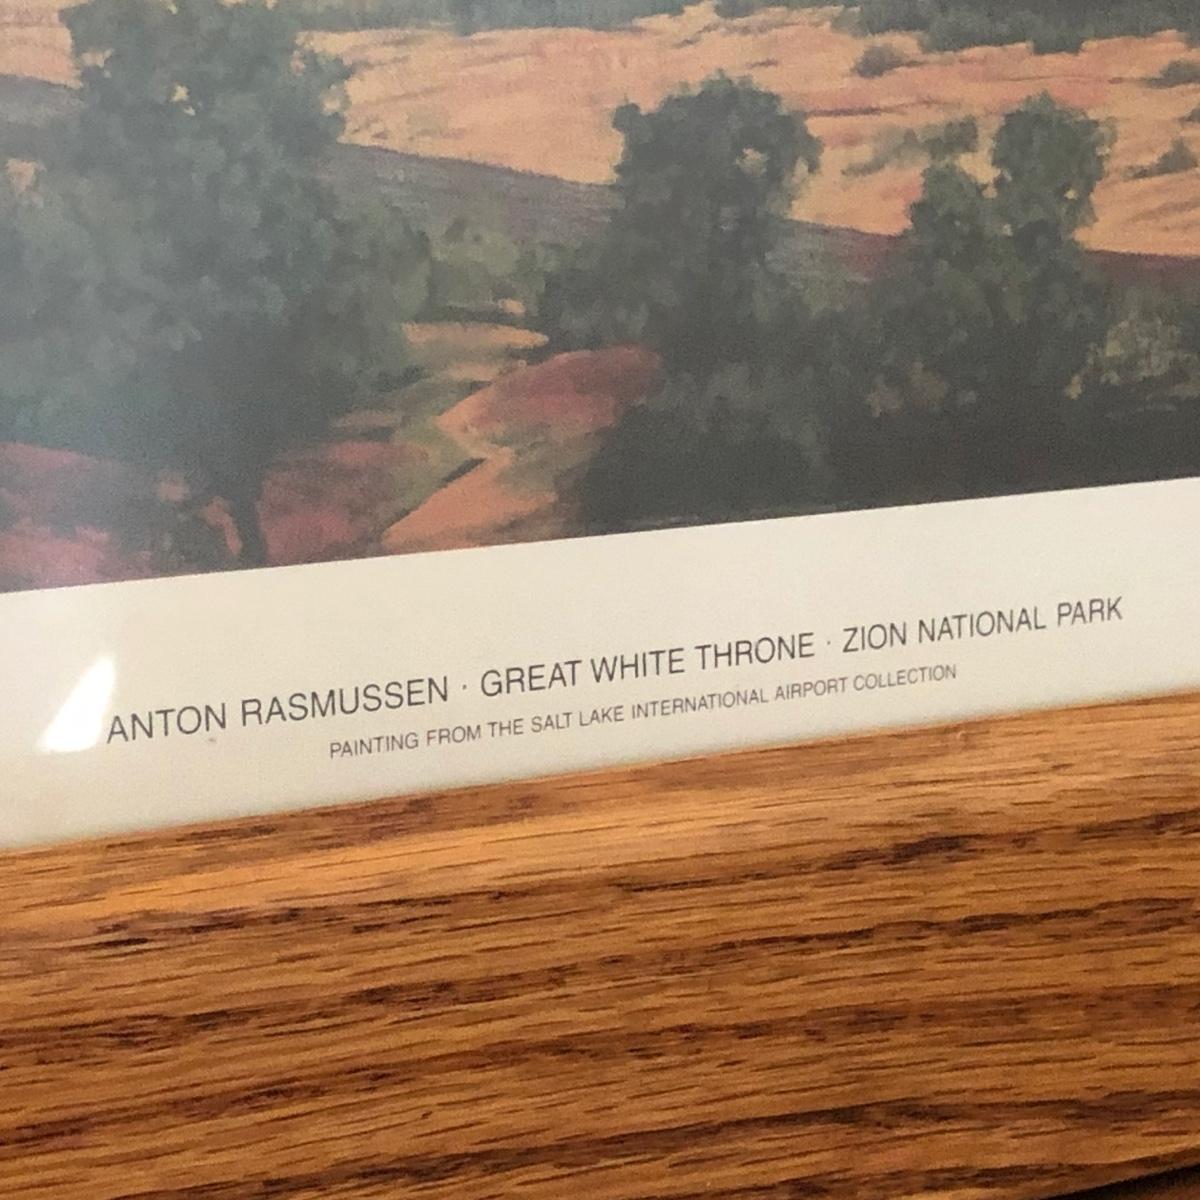 ANTON RASMUSSEN · GREAT WHITE THRONE · ZION NATIONAL PARK
PAINTING FROM THE SALT LAKE INTERNATIONAL AIRPORT COLLECTION